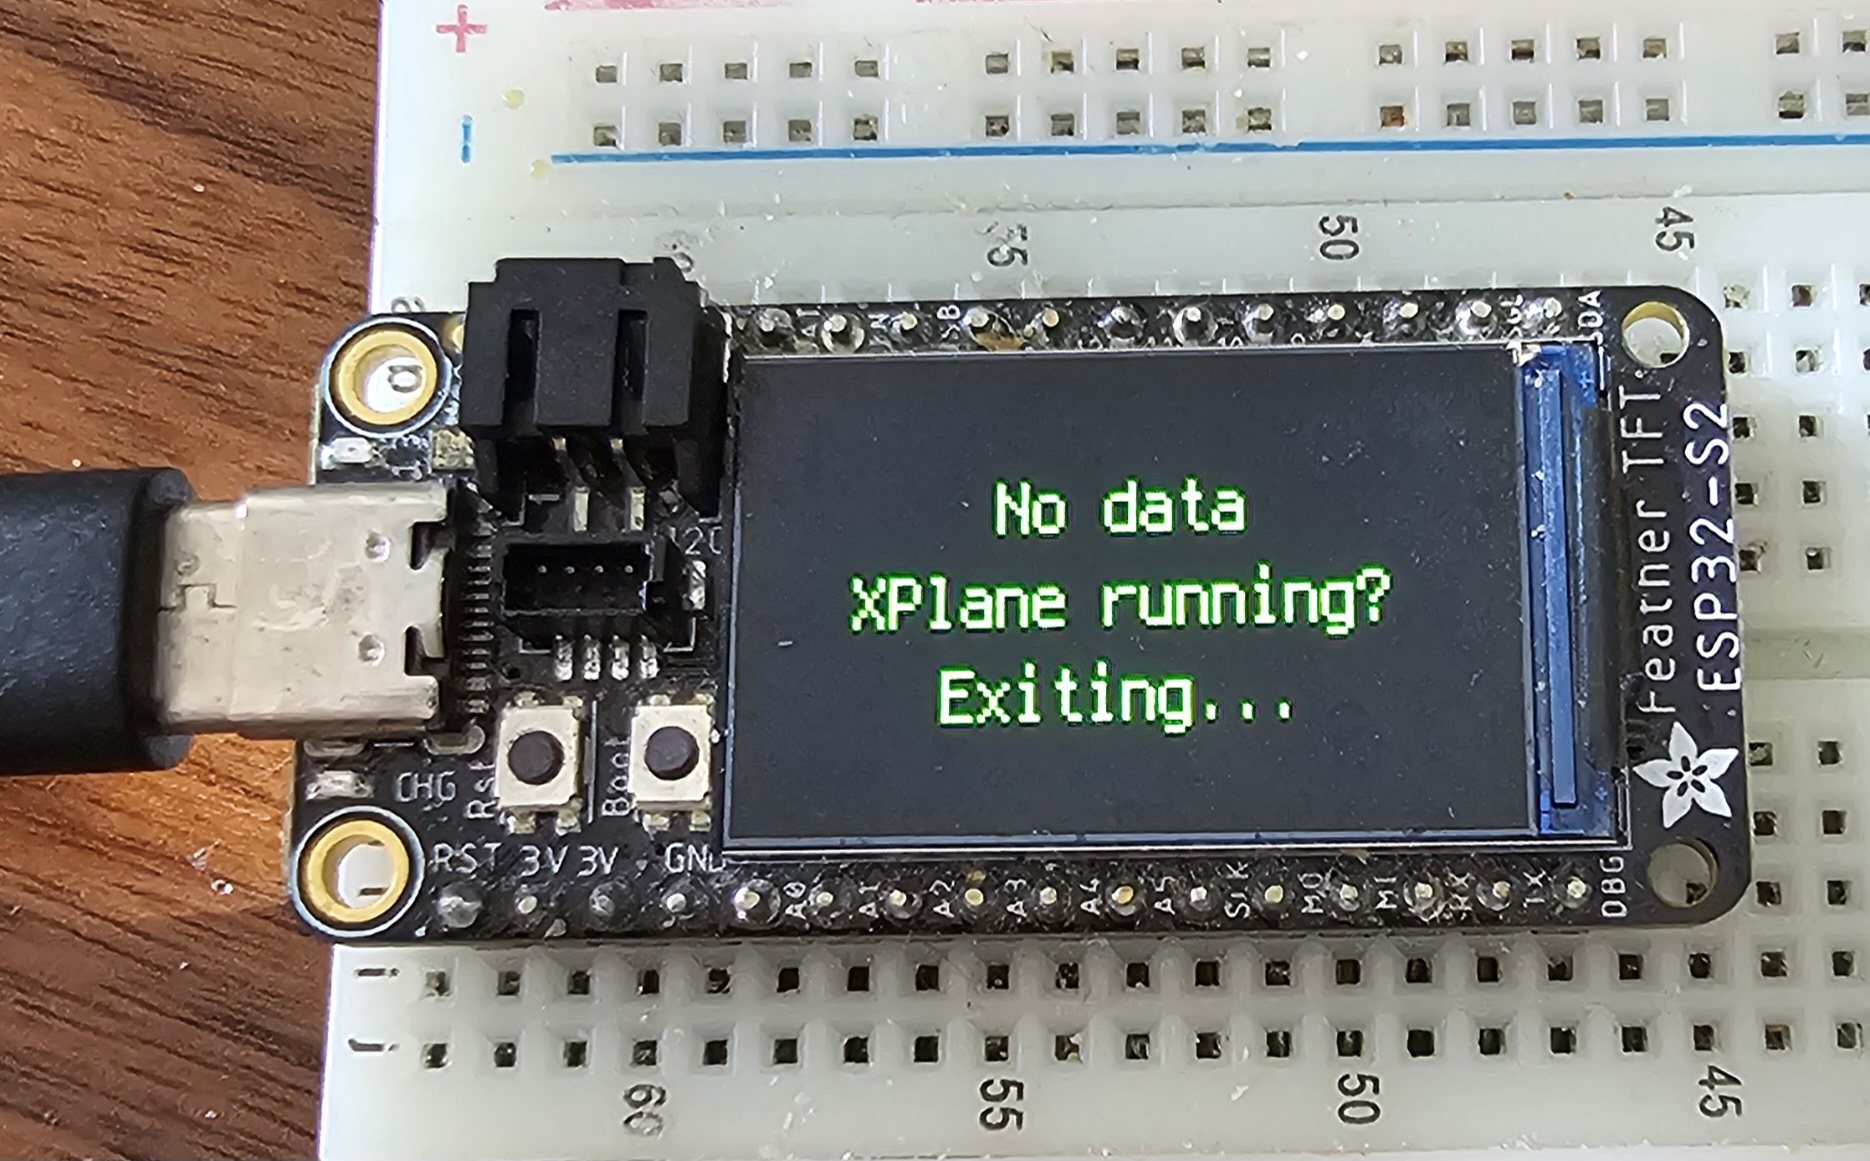 +
-
55
50
45
No data
XPlane running?
Exiting...
Feather TFT
ESP32-S2
CHG
Rst
Boot
RST
3V
3V
GND
A0
A1
A2
A3
A4
A5
SCK
MO
MI
RX
TX
DBG
SDA
SCL
I2C
i
j
60
55
50
45